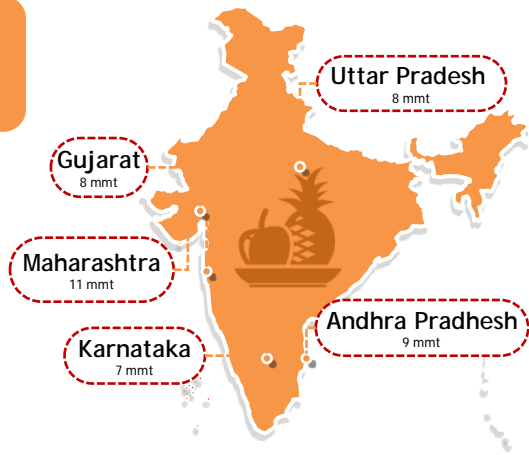 Uttar Pradesh
8 mmt
Gujarat
8 mmt
Maharashtra
11 mmt
Andhra Pradhesh
9 mmt
Karnataka
7 mmt